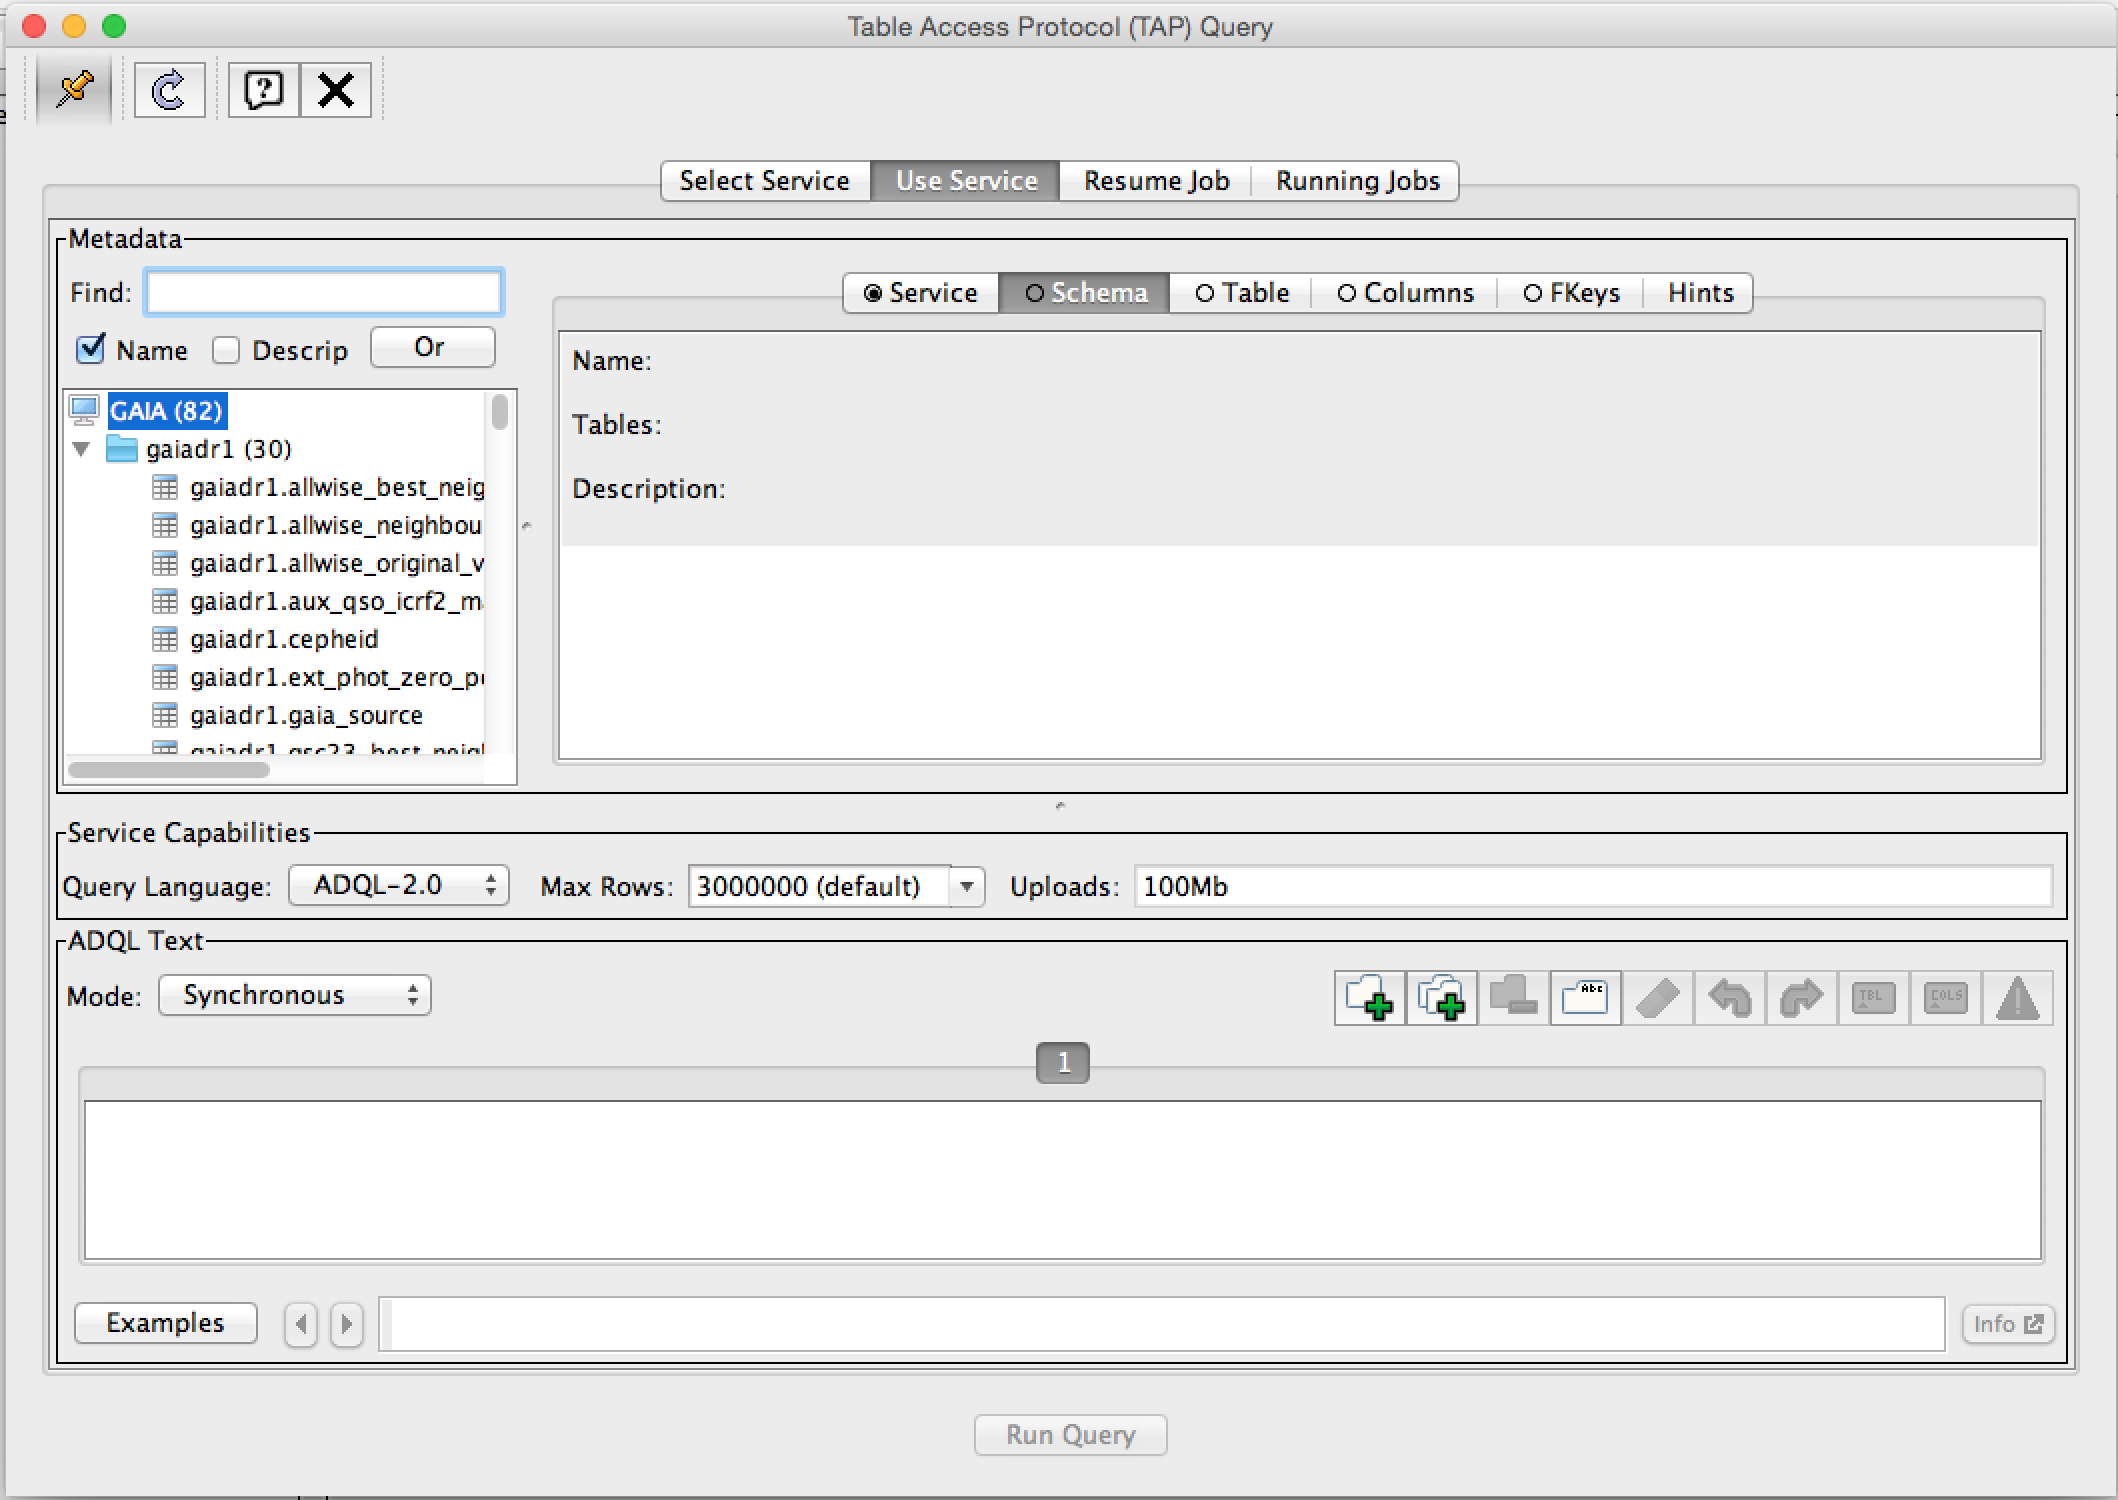 Table Access Protocol (TAP) Query
Select Service Use Service Resume Job Running Jobs
Metadata
Find:
Service Schema Table Columns FKeys Hints
Name Descrip Or
Name:
Tables:
Description:
GAIA (82)
gaiadr1 (30)
gaiadr1.allwise_best_neig
gaiadr1.allwise_neighbou
gaiadr1.allwise_original_v
gaiadr1.aux_qso_icrf2_m
gaiadr1.cepheid
gaiadr1.ext_phot_zero_p
gaiadr1.gaia_source
gaiadr1.gsc23_best_neig
Service Capabilities
Query Language: ADQL-2.0 Max Rows: 3000000 (default) Uploads: 100Mb
ADQL Text
Mode: Synchronous
Abc TBL COLS
1
Examples Info
Run Query